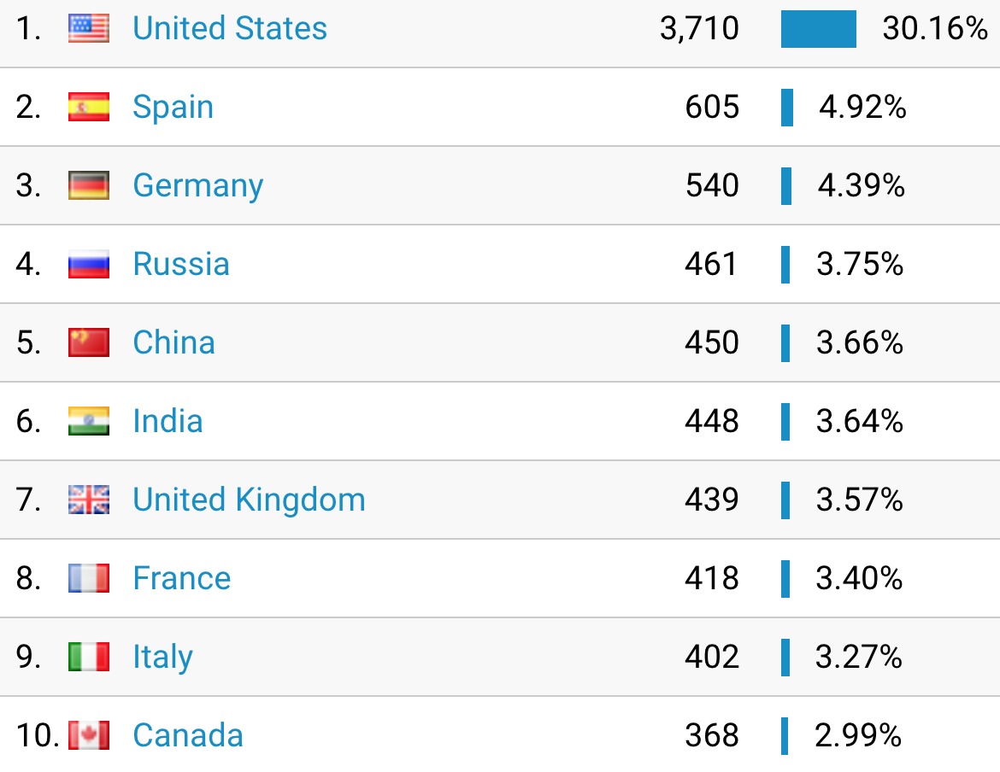 1. United States 3,710 30.16%
2. Spain 605 4.92%
3. Germany 540 4.39%
4. Russia 461 3.75%
5. China 450 3.66%
6. India 448 3.64%
7. United Kingdom 439 3.57%
8. France 418 3.40%
9. Italy 402 3.27%
10. Canada 368 2.99%